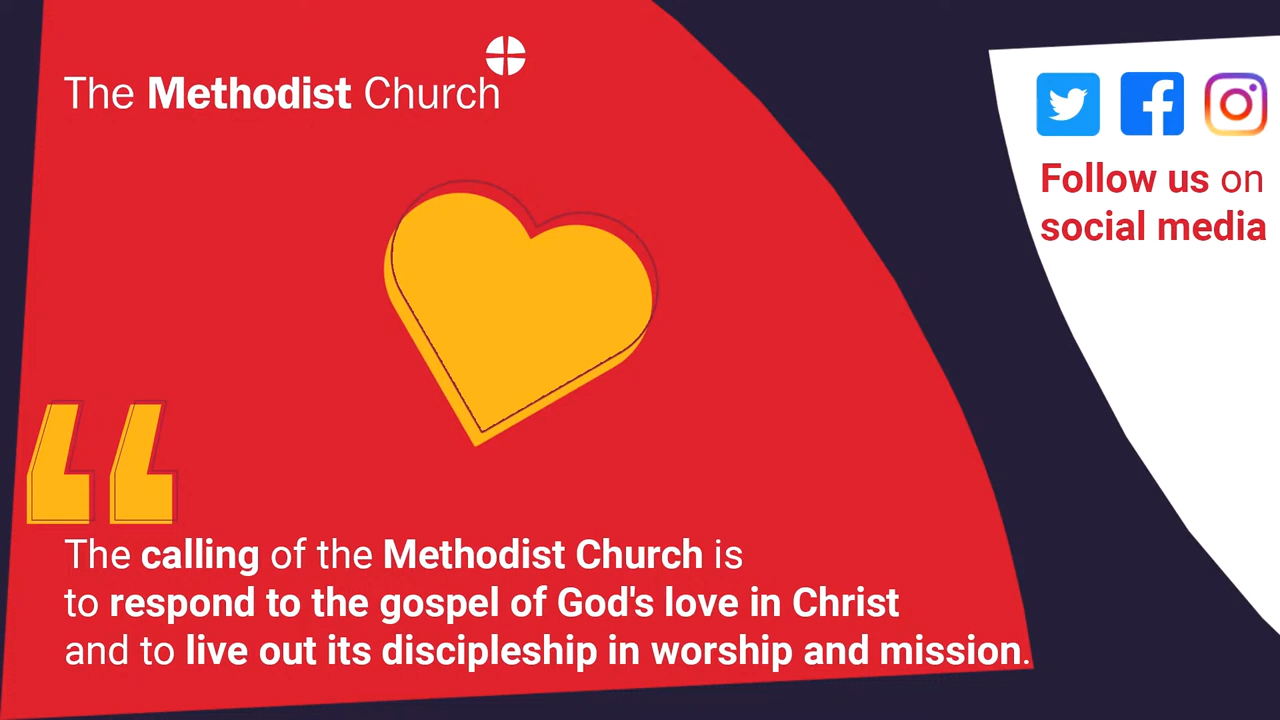 The Methodist Church
Follow us on
social media
“
The calling of the Methodist Church is
to respond to the gospel of God's love in Christ
and to live out its discipleship in worship and mission.